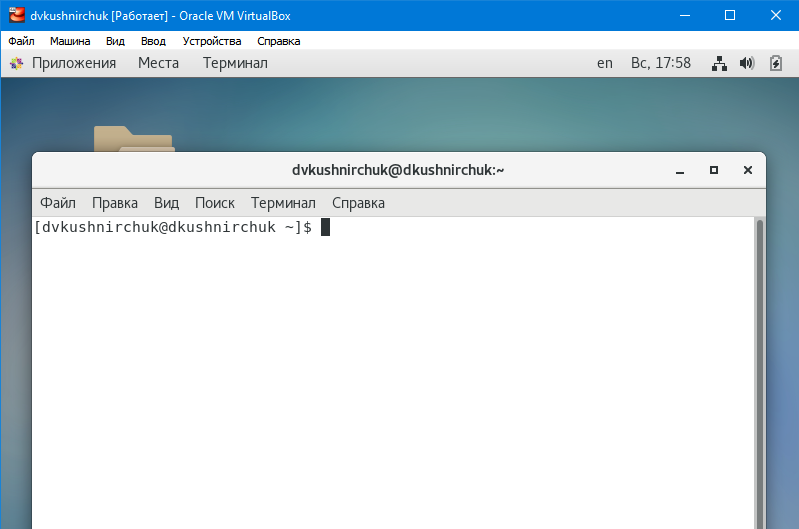 dvkushnirchuk [Работает] - Oracle VM VirtualBox
Файл Машина Вид Ввод Устройства Справка
Приложения Места Терминал en Вс, 17:58
dvkushnirchuk@dkushnirchuk:~
Файл Правка Вид Поиск Терминал Справка
[dvkushnirchuk@dkushnirchuk ~]$